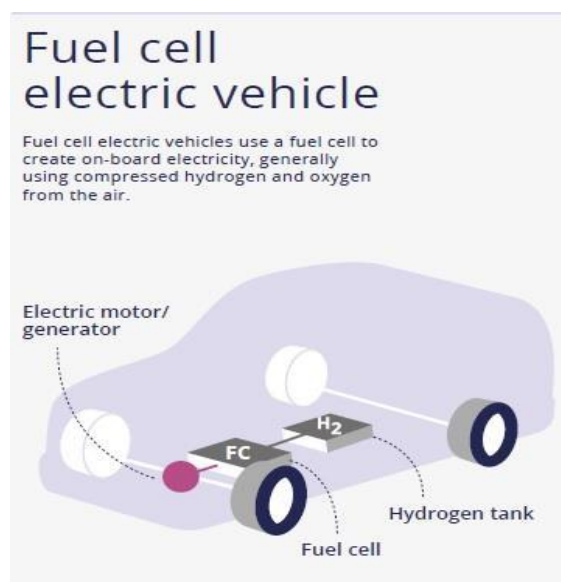 Fuel cell
electric vehicle
Fuel cell electric vehicles use a fuel cell to
create on-board electricity, generally
using compressed hydrogen and oxygen
from the air.
Electric motor/
generator
H2
FC
Hydrogen tank
Fuel cell